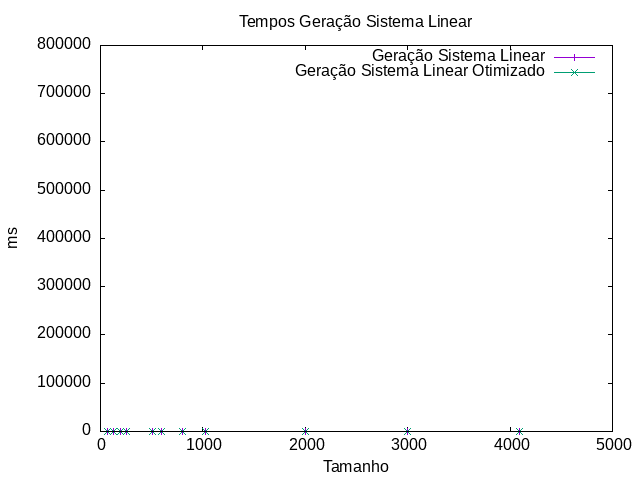 Tempos Geração Sistema Linear
800000
700000
600000
500000
400000
300000
200000
100000
0
ms
Geração Sistema Linear
Geração Sistema Linear Otimizado
0 1000 2000 3000 4000 5000
Tamanho